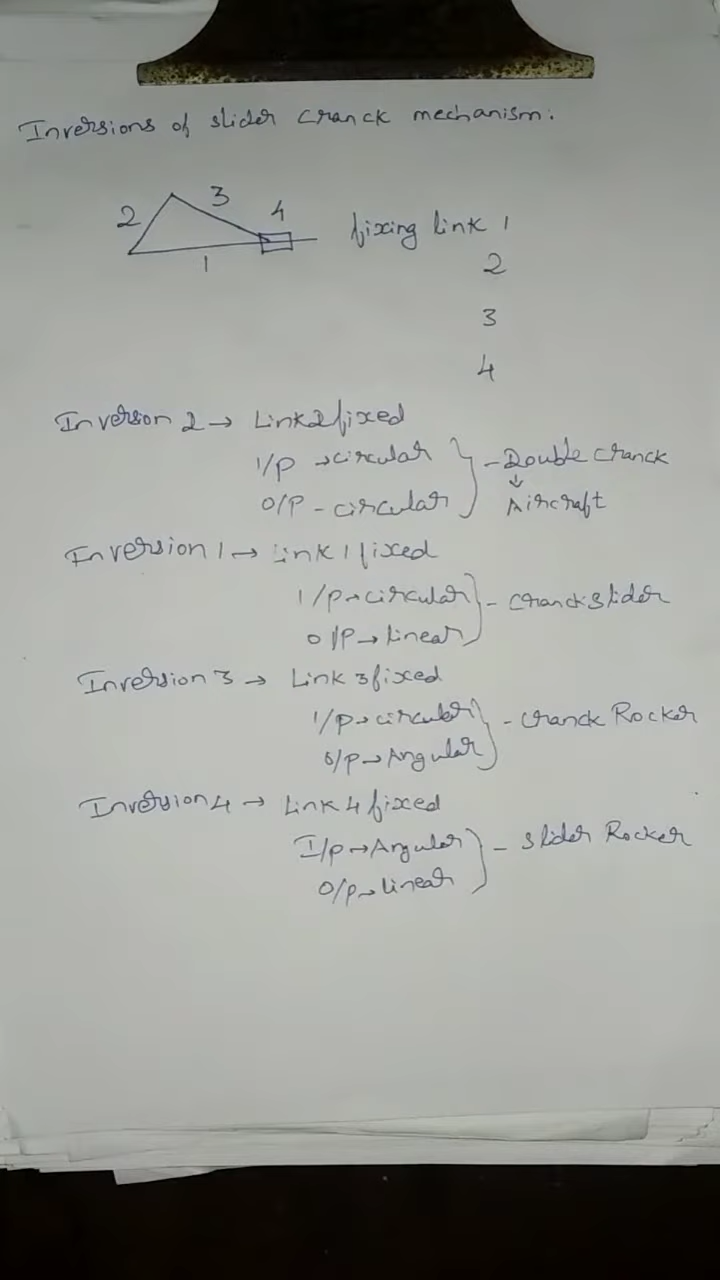 Inversions of slider cranck mechanism.
2 3 4
1
fixing link 1
2
3
4
Inversion 2 → Link 2 fixed
I/P → circular
O/P - circular
- Double cranck
↓
Aircraft
Inversion 1 → Link 1 fixed
I/P → circular
O/P → linear
- cranck slider
Inversion 3 → Link 3 fixed
I/P → circular
O/P → Angular
- cranck Rocker
Inversion 4 → Link 4 fixed
I/P → Angular
O/P → linear
- slider Rocker